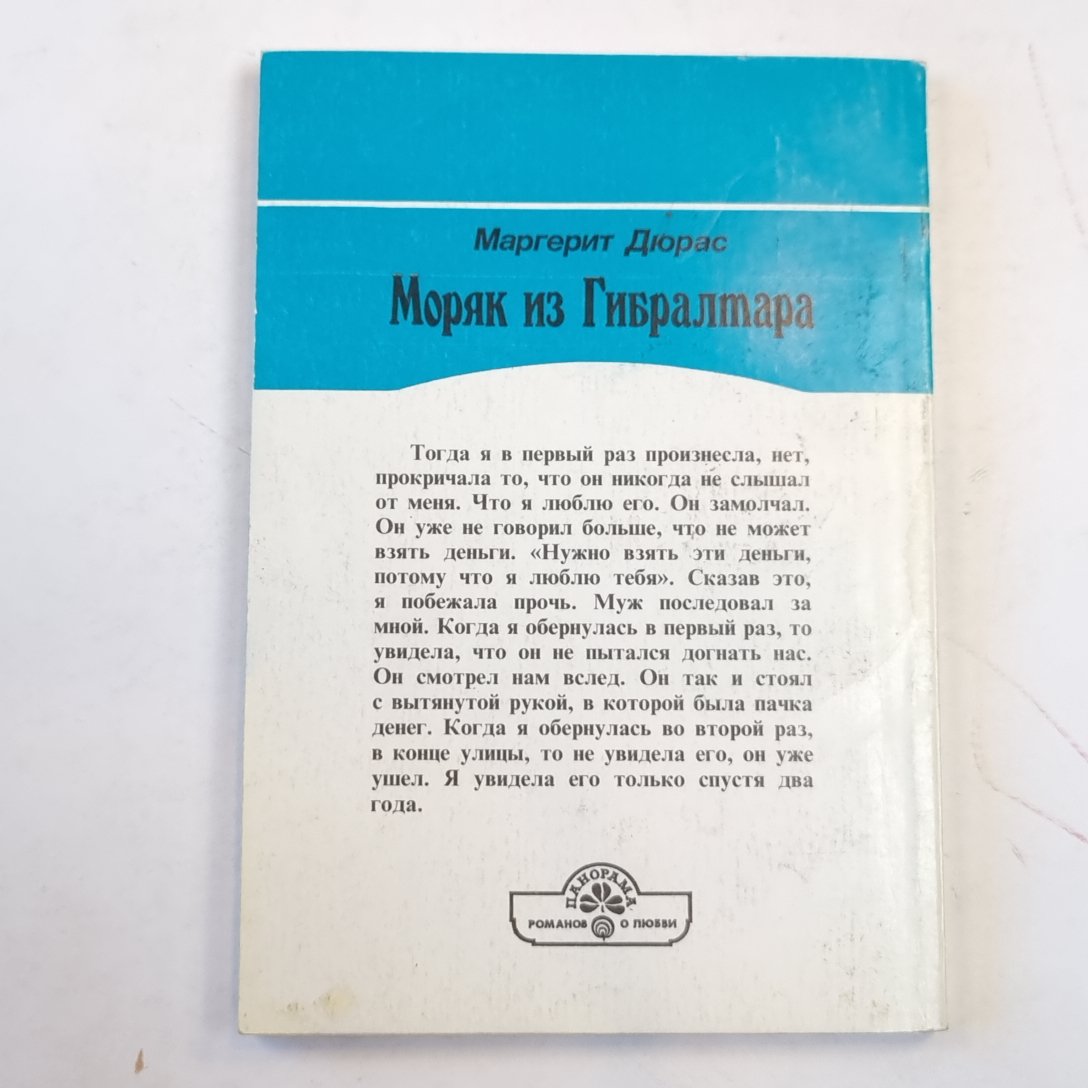 Маргерит Дюрас
Моряк из Гибралтара
Тогда я в первый раз произнесла, нет,
прокричала то, что он никогда не слышал
от меня. Что я люблю его. Он замолчал.
Он уже не говорил больше, что не может
взять деньги. «Нужно взять эти деньги,
потому что я люблю тебя». Сказав это,
я побежала прочь. Муж последовал за
мной. Когда я обернулась в первый раз, то
увидела, что он не пытался догнать нас.
Он смотрел нам вслед. Он так и стоял
с вытянутой рукой, в которой была пачка
денег. Когда я обернулась во второй раз,
в конце улицы, то не увидела его, он уже
ушел. Я увидела его только спустя два
года.
ПАНОРАМА
РОМАНОВ О ЛЮБВИ